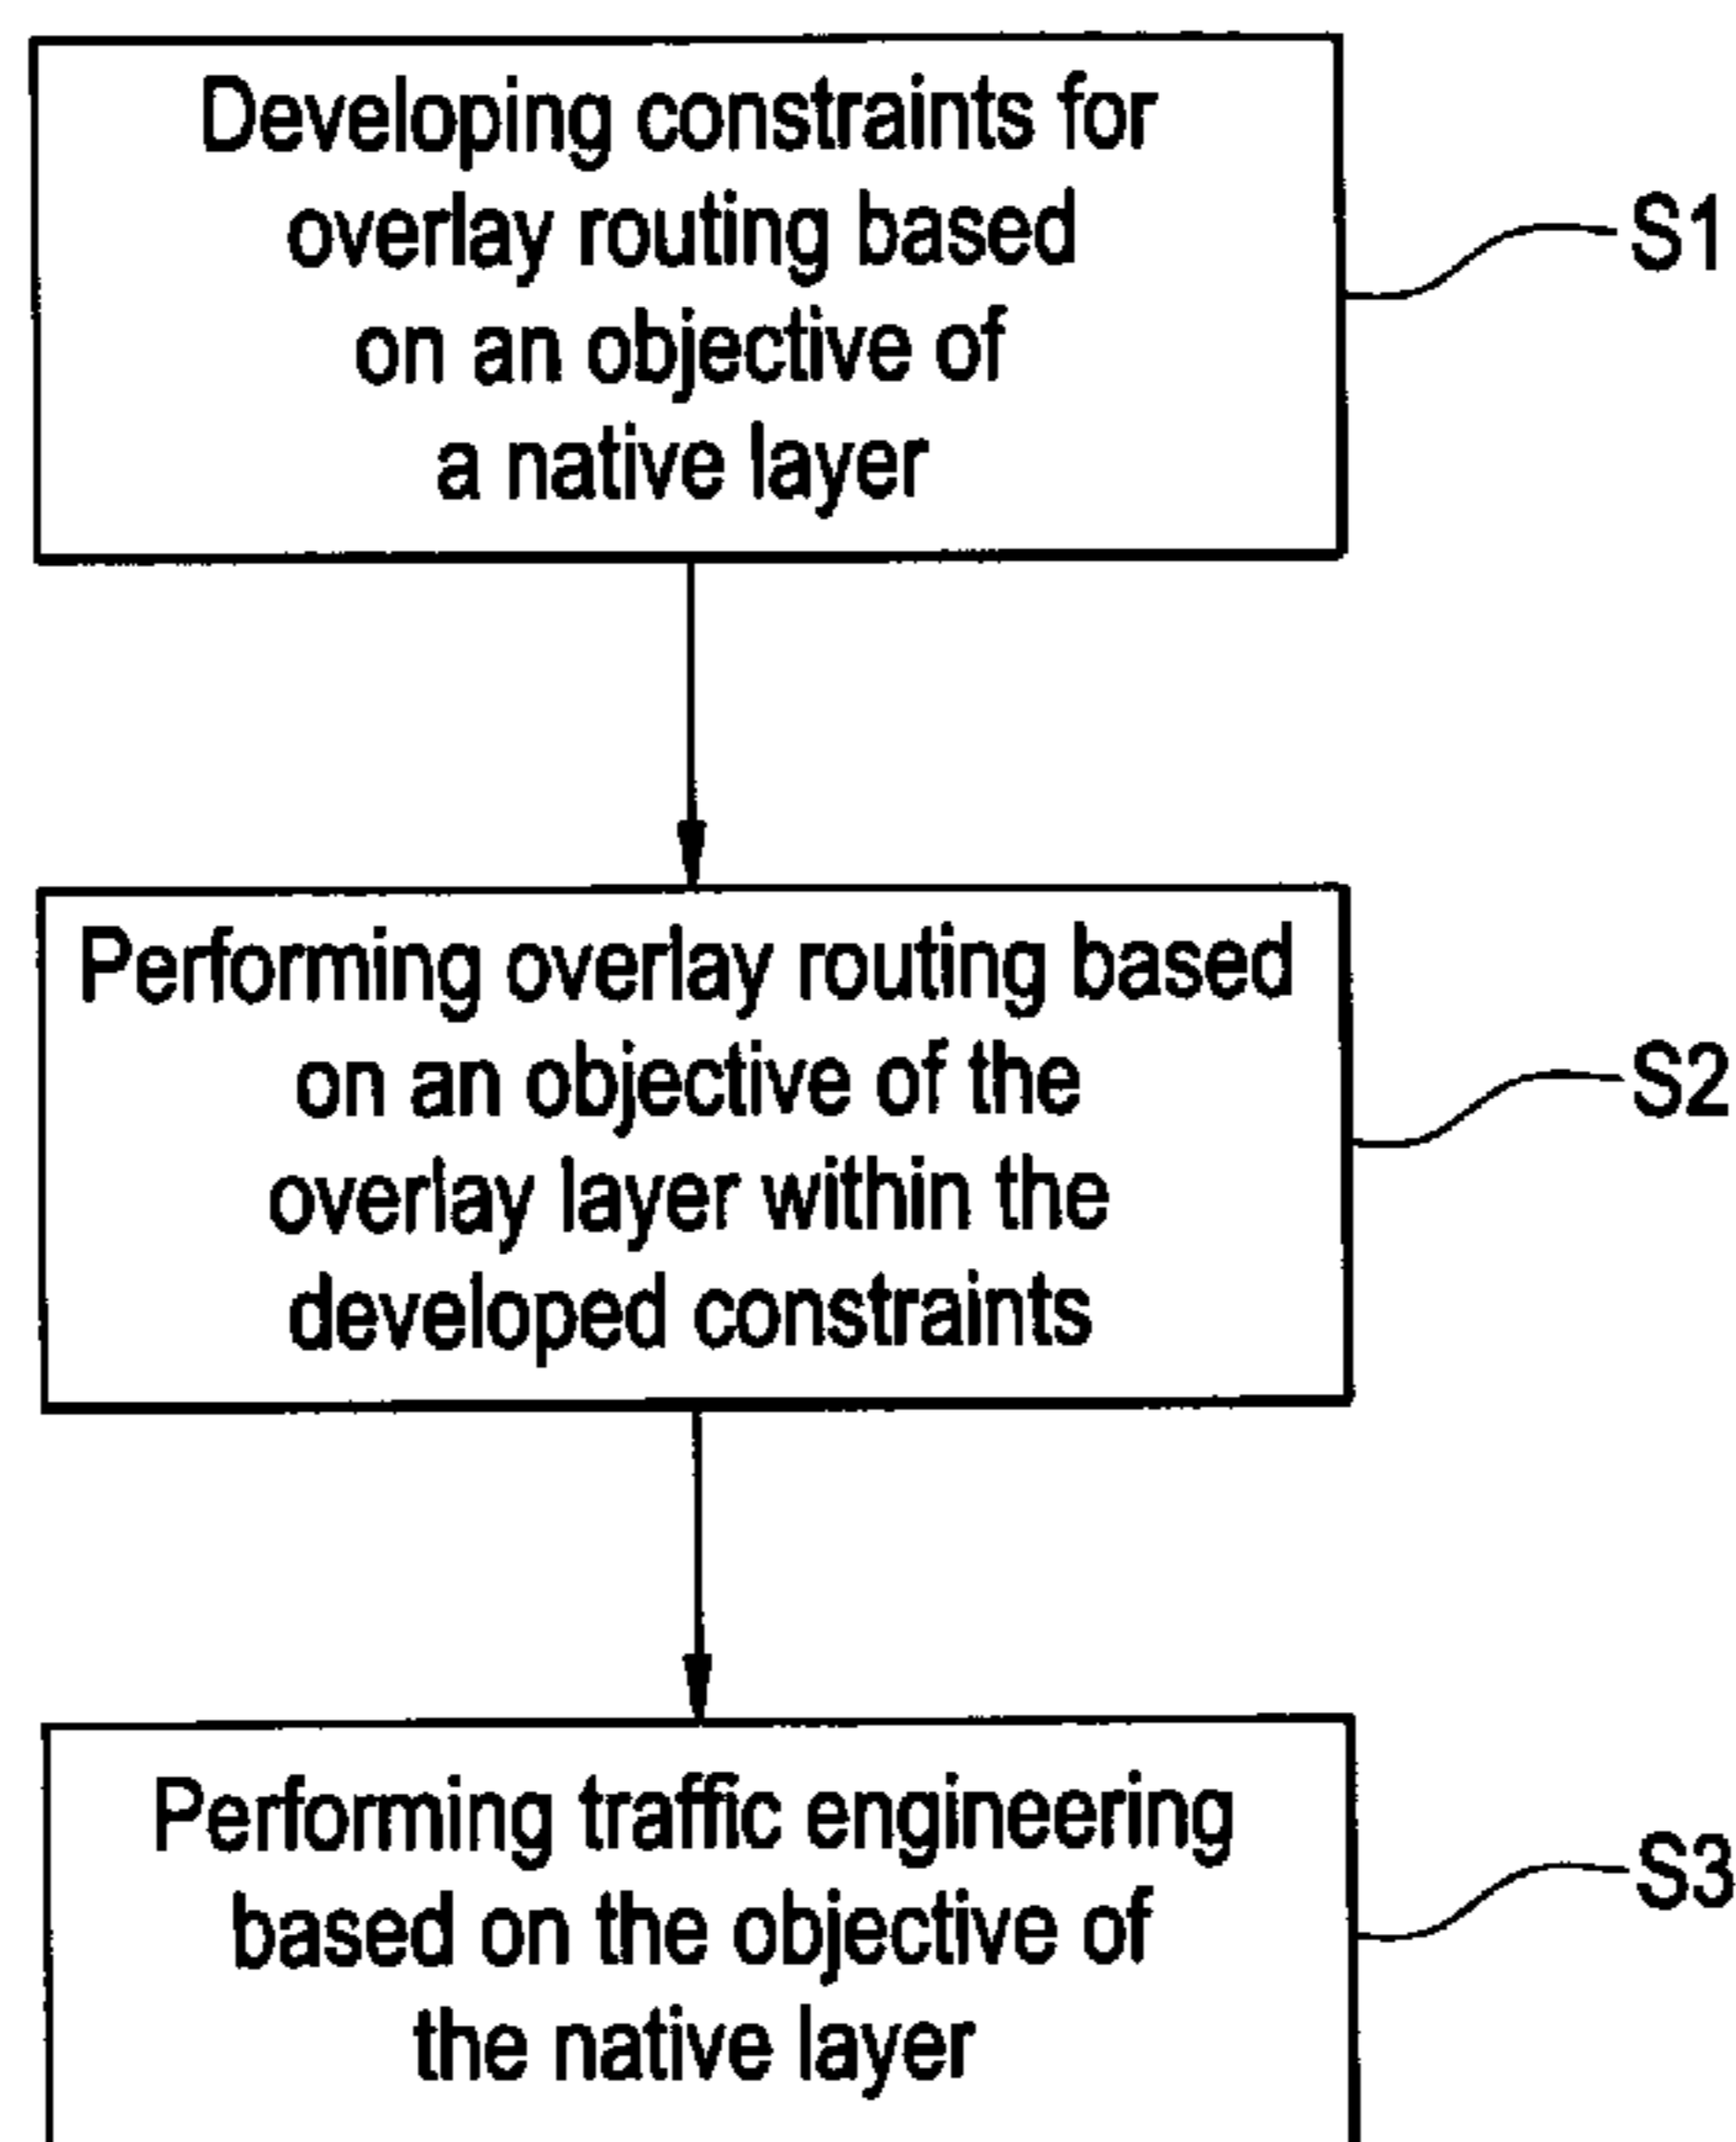 Developing constraints for
overlay routing based
on an objective of
a native layer
S1
Performing overlay routing based
on an objective of the
overlay layer within the
developed constraints
S2
Performing traffic engineering
based on the objective of
the native layer
S3